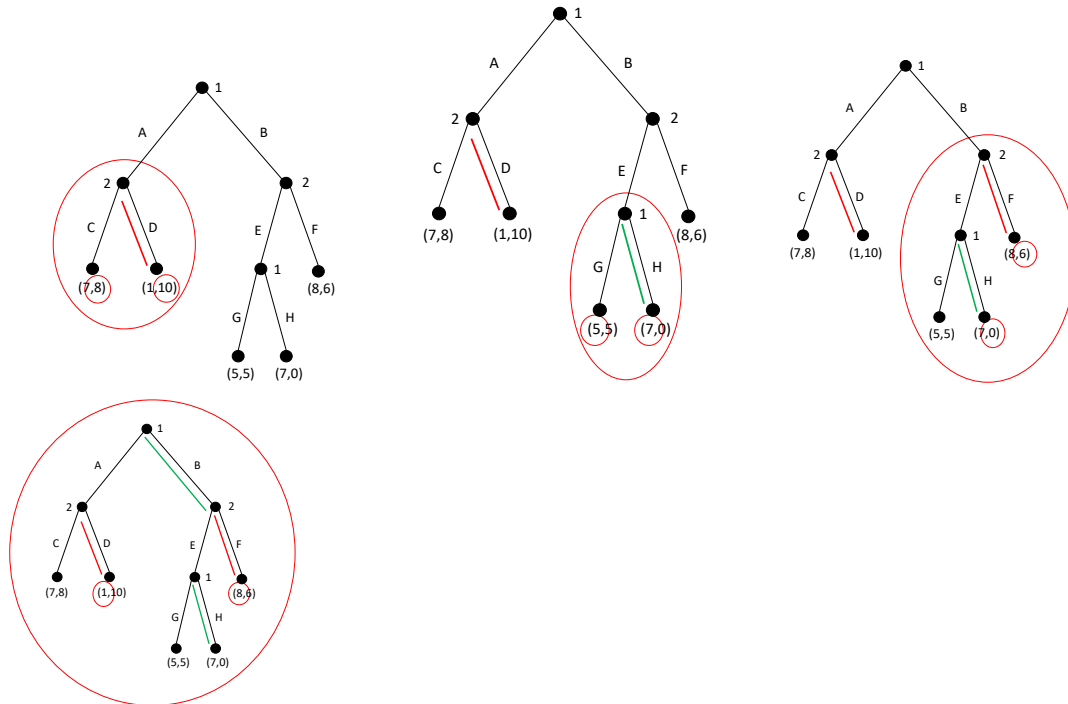 1
A B
2 2
C D E F
(7,8) (1,10) 1 (8,6)
G H
(5,5) (7,0)
1
A B
2 2
C D E F
(7,8) (1,10) 1 (8,6)
G H
(5,5) (7,0)
1
A B
2 2
C D E F
(7,8) (1,10) 1 (8,6)
G H
(5,5) (7,0)
1
A B
2 2
C D E F
(7,8) (1,10) 1 (8,6)
G H
(5,5) (7,0)